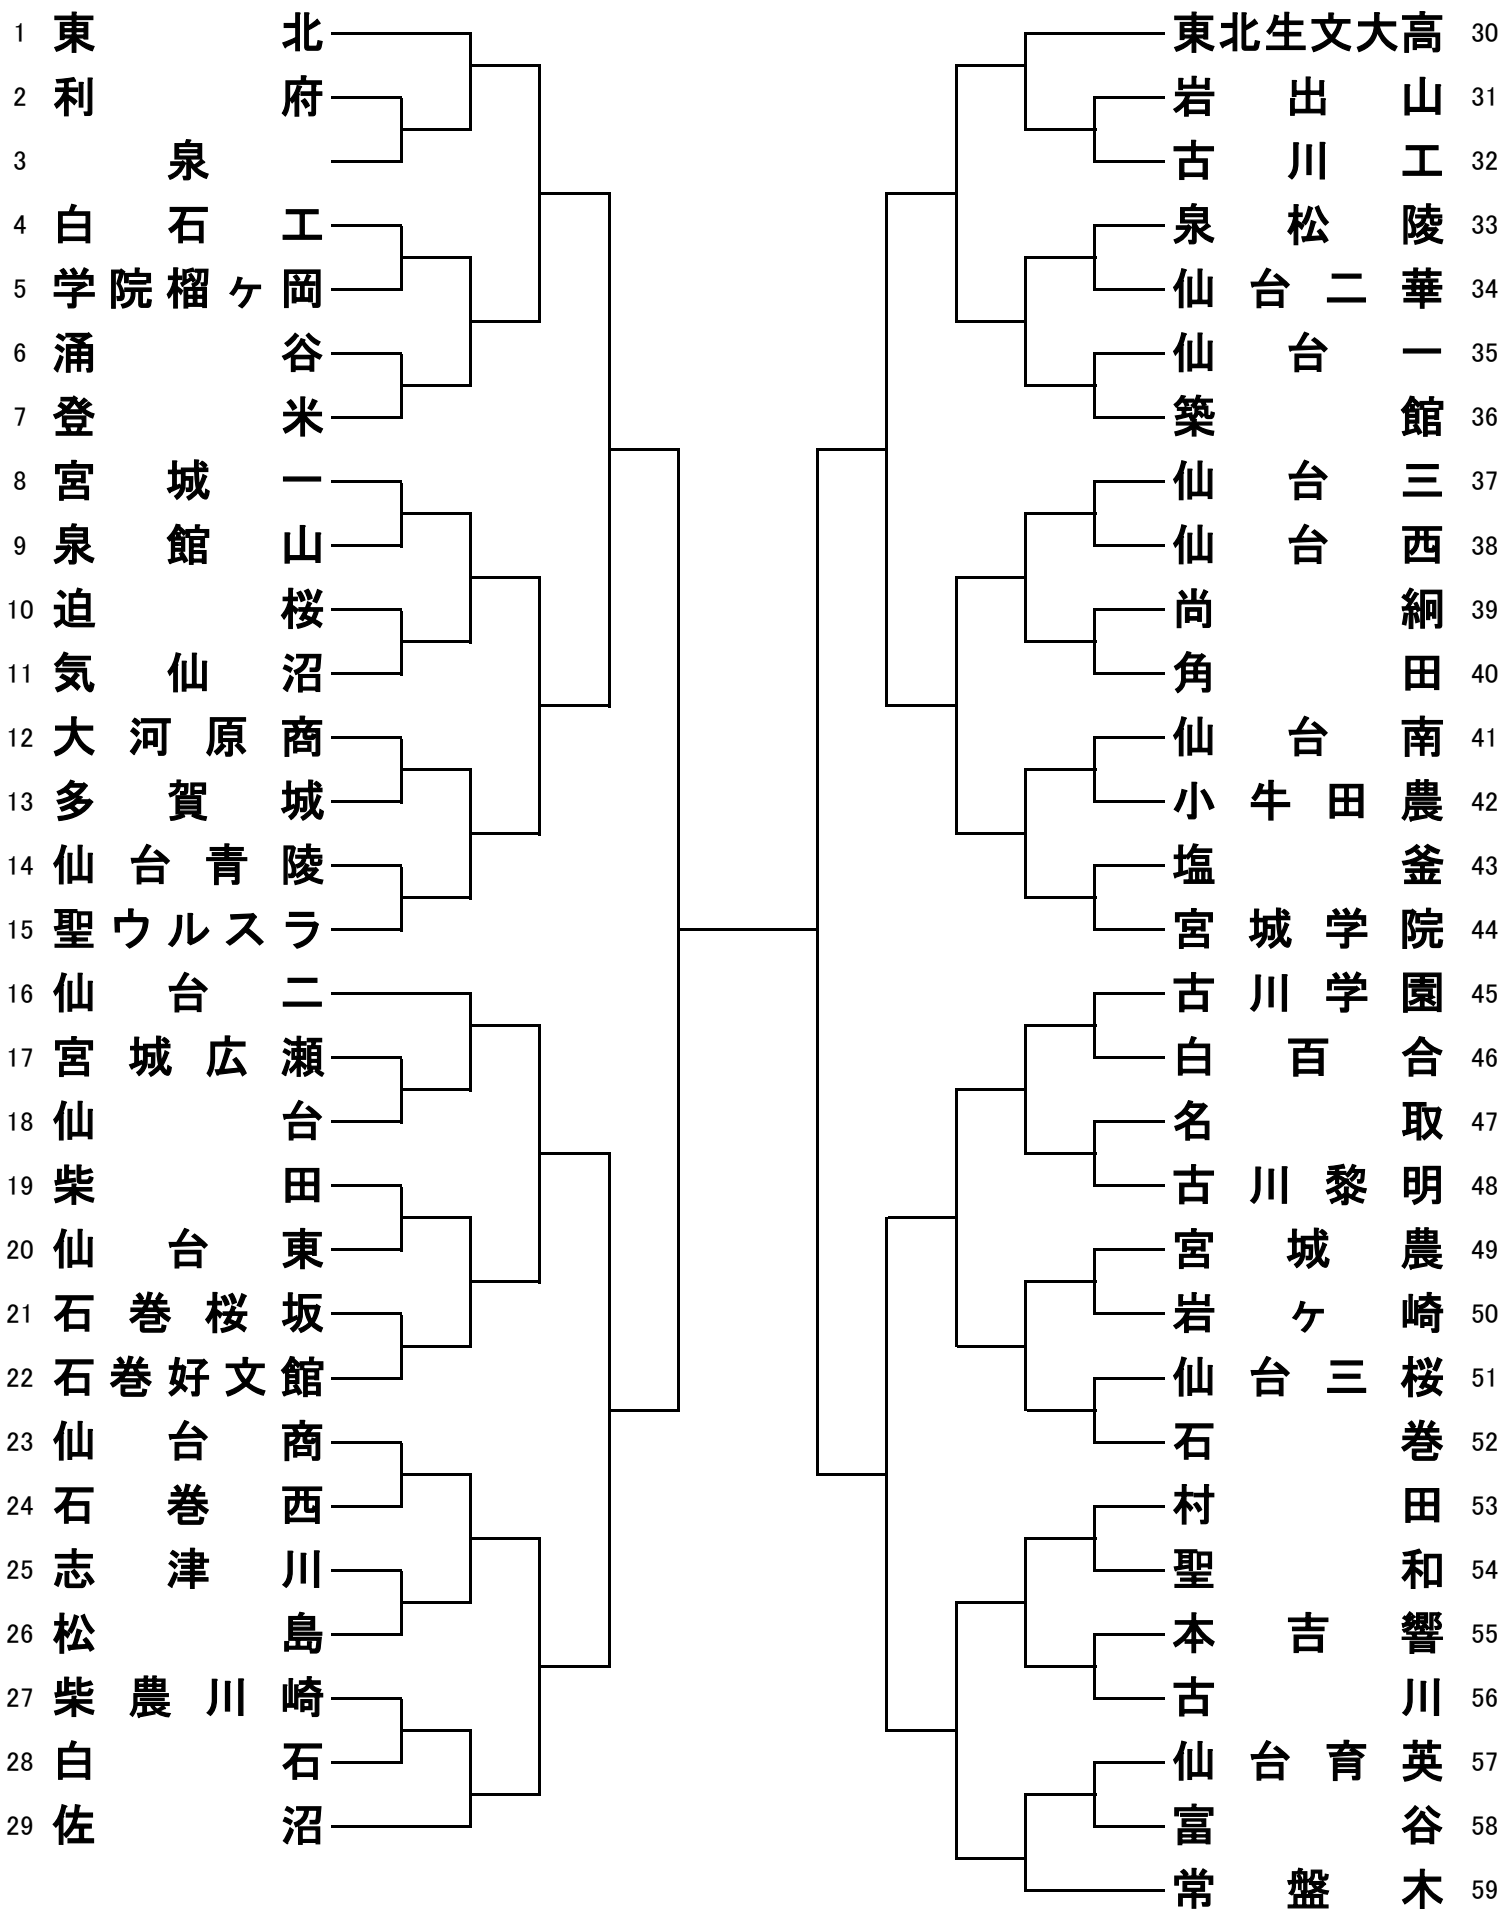 1 東北
2 利府
3 泉
4 白石工
5 学院榴ヶ岡
6 涌谷
7 登米
8 宮城一
9 泉館山
10 迫桜
11 気仙沼
12 大河原商
13 多賀城
14 仙台青陵
15 聖ウルスラ
16 仙台二
17 宮城広瀬
18 仙台
19 柴田
20 仙台東
21 石巻桜坂
22 石巻好文館
23 仙台商
24 石巻西
25 志津川
26 松島
27 柴農川崎
28 白石
29 佐沼
東北生文大高 30
岩出山 31
古川工 32
泉松陵 33
仙台二華 34
仙台一 35
築館 36
仙台三 37
仙台西 38
尚絅 39
角田 40
仙台南 41
小牛田農 42
塩釜 43
宮城学院 44
古川学園 45
白百合 46
名取 47
古川黎明 48
宮城農 49
岩ヶ崎 50
仙台三桜 51
石巻 52
村田 53
聖和 54
本吉響 55
古川 56
仙台育英 57
富谷 58
常盤木 59